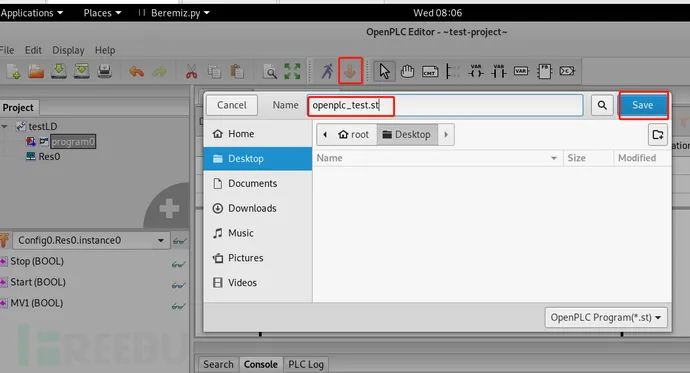 Applications ▾ Places ▾ Beremiz.py ▾ Wed 08:06
OpenPLC Editor - ~test-project~
File Edit Display Help
Cancel Name openplc_test.st Save
Project
testLD
program0
Res0
Home
Desktop
Documents
Downloads
Music
Pictures
Videos
root Desktop
Name Size Modified
Config0.Res0.instance0
Stop (BOOL)
Start (BOOL)
MV1 (BOOL)
OpenPLC Program(*.st)
Search Console PLC Log